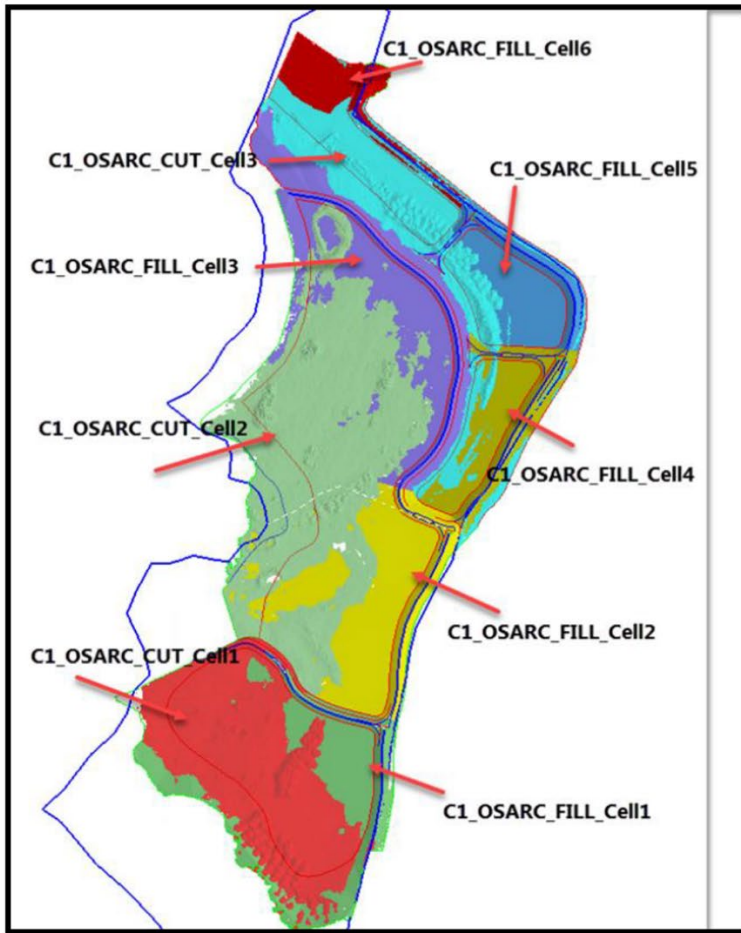 C1_OSARC_FILL_Cell6
C1_OSARC_CUT_Cell3
C1_OSARC_FILL_Cell5
C1_OSARC_FILL_Cell3
C1_OSARC_CUT_Cell2
C1_OSARC_FILL_Cell4
C1_OSARC_FILL_Cell2
C1_OSARC_CUT_Cell1
C1_OSARC_FILL_Cell1